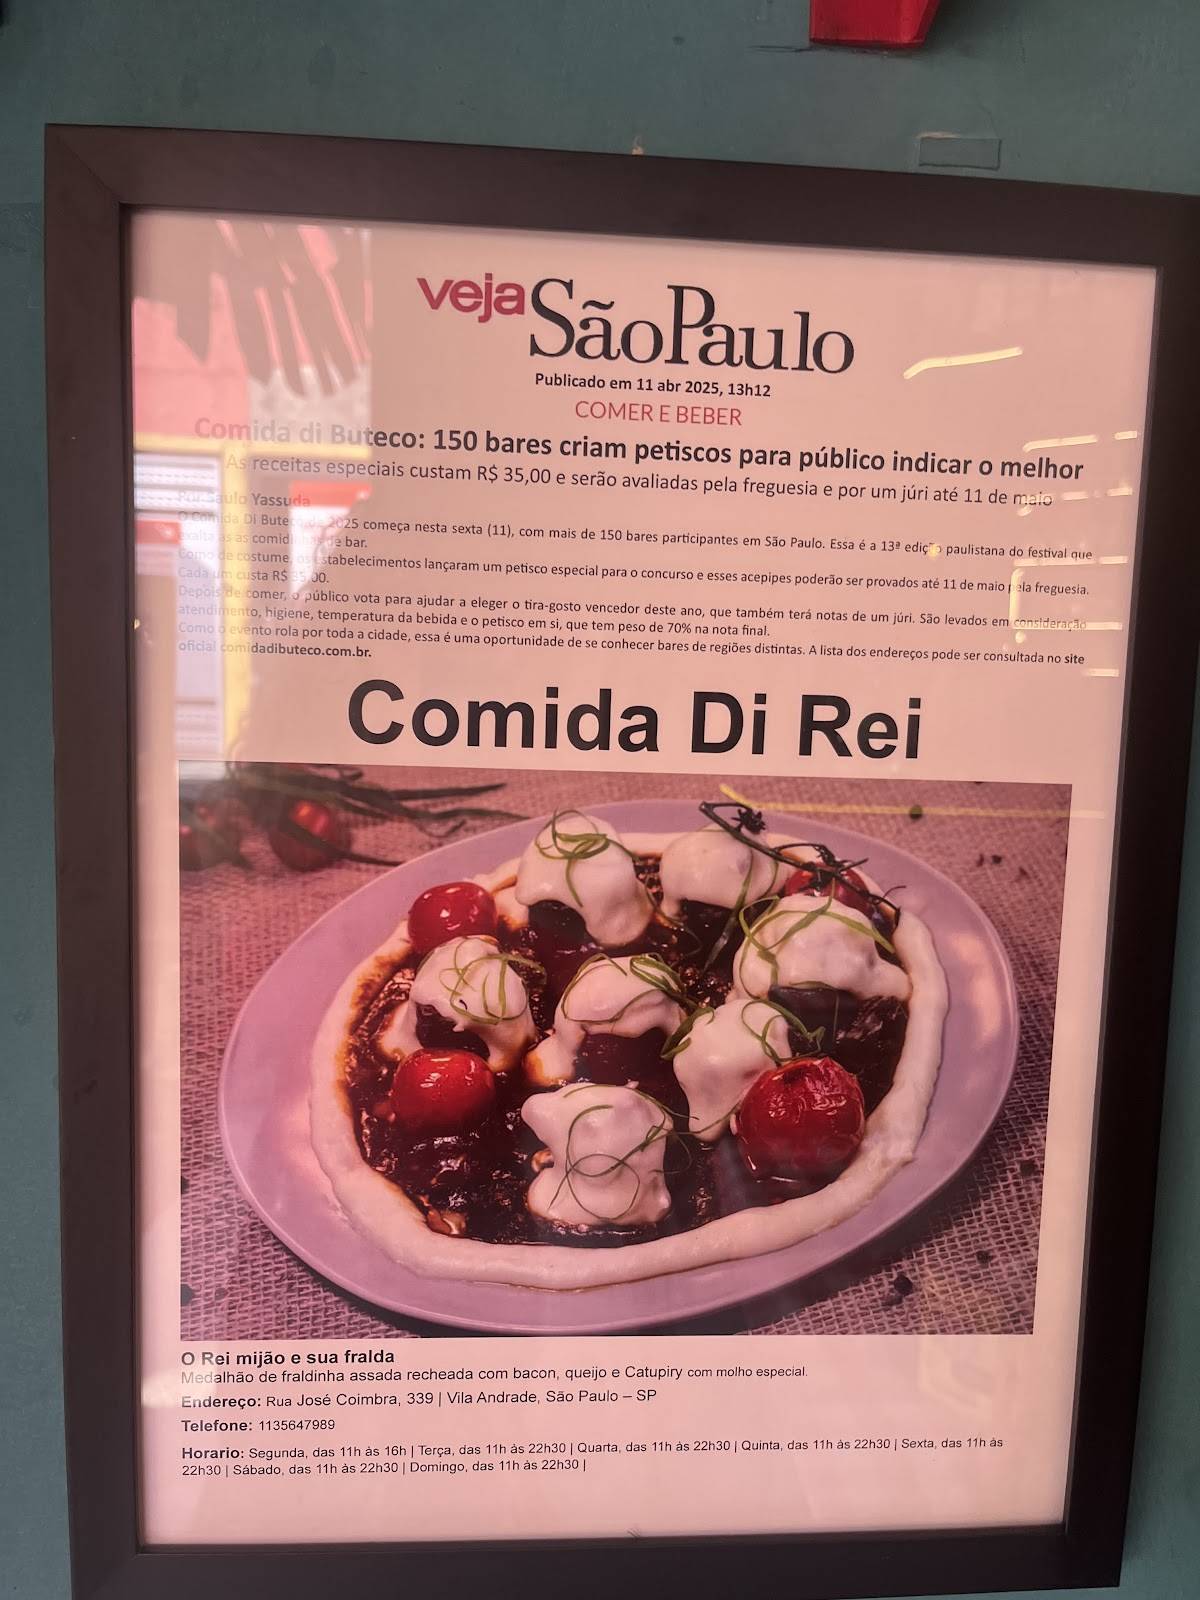 veja São Paulo
Publicado em 11 abr 2025, 13h12
COMER E BEBER
Comida di Buteco: 150 bares criam petiscos para público indicar o melhor
As receitas especiais custam R$ 35,00 e serão avaliadas pela freguesia e por um júri até 11 de maio
Por Saulo Yassuda
O Comida Di Buteco de 2025 começa nesta sexta (11), com mais de 150 bares participantes em São Paulo. Essa é a 13ª edição paulistana do festival que
exalta as as comidinhas de bar.
Como de costume, os estabelecimentos lançaram um petisco especial para o concurso e esses acepipes poderão ser provados até 11 de maio pela freguesia.
Cada um custa R$ 35,00.
Depois de comer, o público vota para ajudar a eleger o tira-gosto vencedor deste ano, que também terá notas de um júri. São levados em consideração
atendimento, higiene, temperatura da bebida e o petisco em si, que tem peso de 70% na nota final.
Como o evento rola por toda a cidade, essa é uma oportunidade de se conhecer bares de regiões distintas. A lista dos endereços pode ser consultada no site
oficial comidadibuteco.com.br.
Comida Di Rei
O Rei mijão e sua fralda
Medalhão de fraldinha assada recheada com bacon, queijo e Catupiry com molho especial.
Endereço: Rua José Coimbra, 339 | Vila Andrade, São Paulo – SP
Telefone: 1135647989
Horario: Segunda, das 11h às 16h | Terça, das 11h às 22h30 | Quarta, das 11h às 22h30 | Quinta, das 11h às 22h30 | Sexta, das 11h às
22h30 | Sábado, das 11h às 22h30 | Domingo, das 11h às 22h30 |